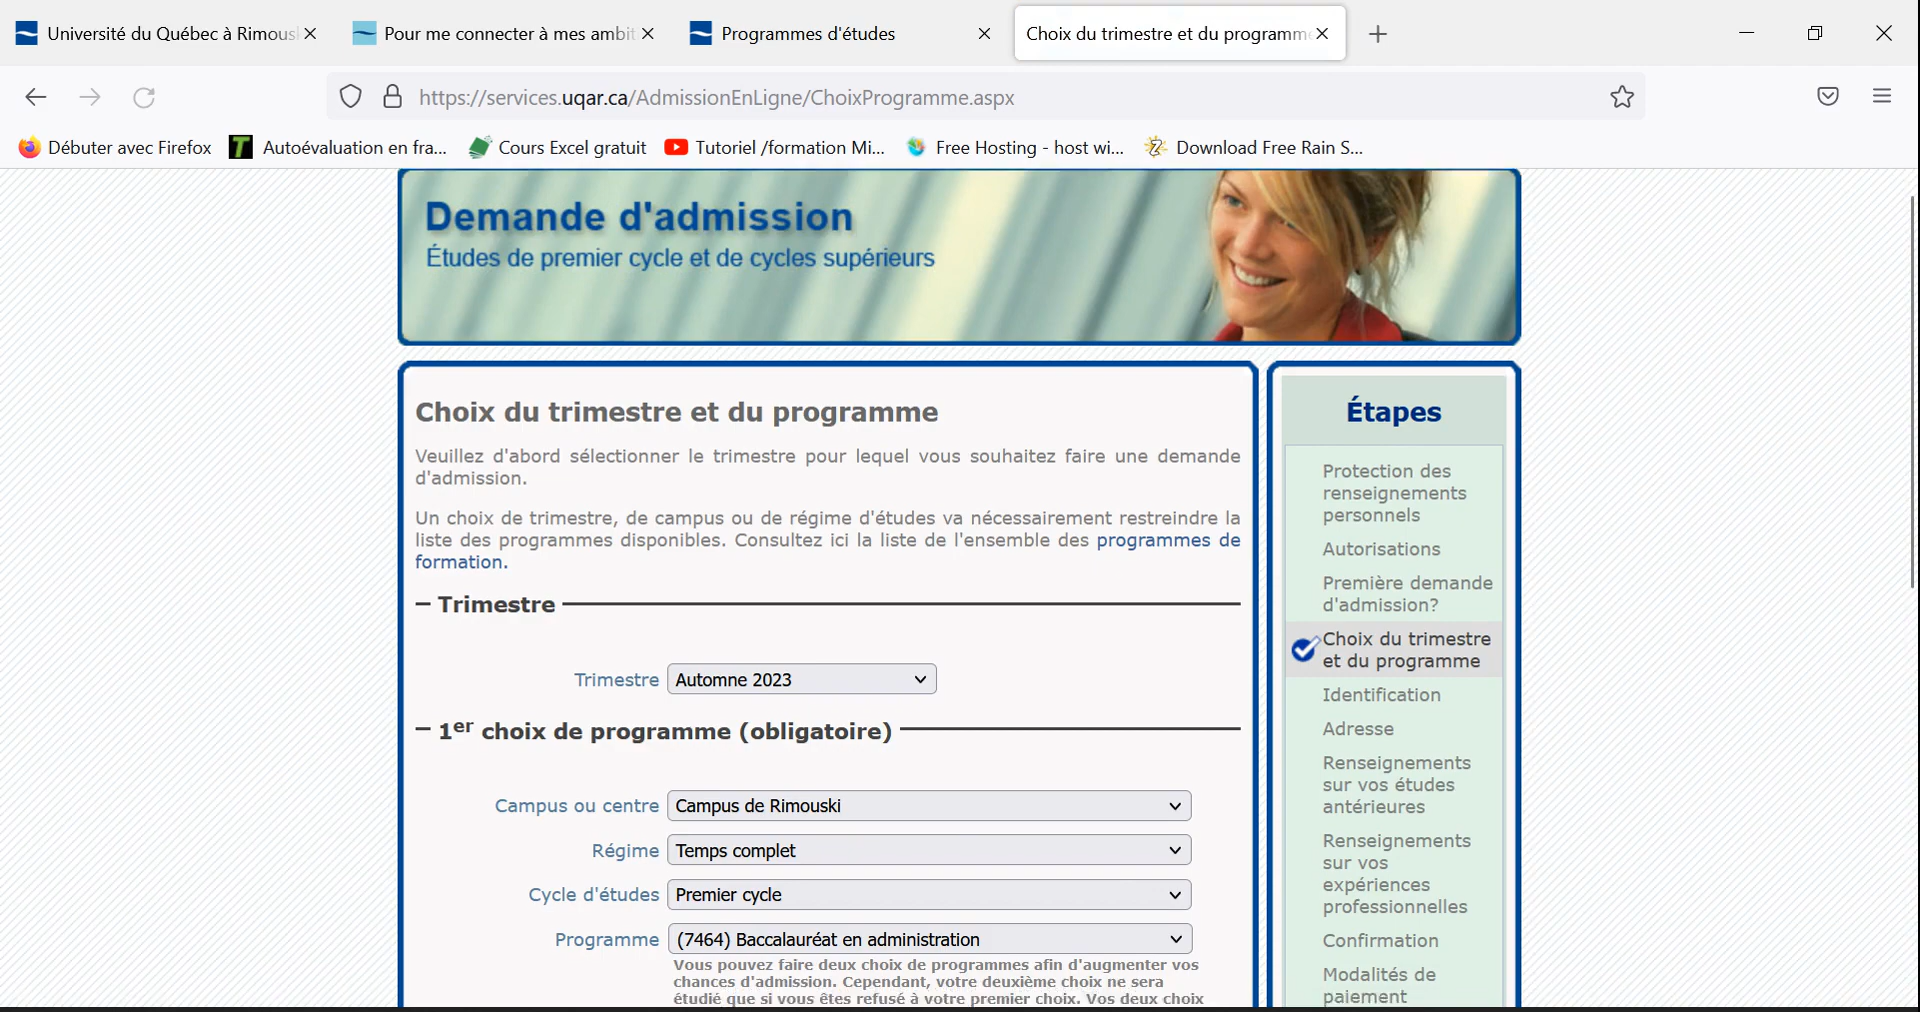 Université du Québec à Rimous
Pour me connecter à mes ambit
Programmes d'études
Choix du trimestre et du programm
https://services.uqar.ca/AdmissionEnLigne/ChoixProgramme.aspx
Débuter avec Firefox
Autoévaluation en fra...
Cours Excel gratuit
Tutoriel /formation Mi...
Free Hosting - host wi...
Download Free Rain S...
Demande d'admission
Études de premier cycle et de cycles supérieurs
Choix du trimestre et du programme
Veuillez d'abord sélectionner le trimestre pour lequel vous souhaitez faire une demande
d'admission.
Un choix de trimestre, de campus ou de régime d'études va nécessairement restreindre la
liste des programmes disponibles. Consultez ici la liste de l'ensemble des programmes de
formation.
Trimestre
Trimestre Automne 2023
1er choix de programme (obligatoire)
Campus ou centre Campus de Rimouski
Régime Temps complet
Cycle d'études Premier cycle
Programme (7464) Baccalauréat en administration
Vous pouvez faire deux choix de programmes afin d'augmenter vos
chances d'admission. Cependant, votre deuxième choix ne sera
étudié que si vous êtes refusé à votre premier choix. Vos deux choix
Étapes
Protection des
renseignements
personnels
Autorisations
Première demande
d'admission?
Choix du trimestre
et du programme
Identification
Adresse
Renseignements
sur vos études
antérieures
Renseignements
sur vos
expériences
professionnelles
Confirmation
Modalités de
paiement